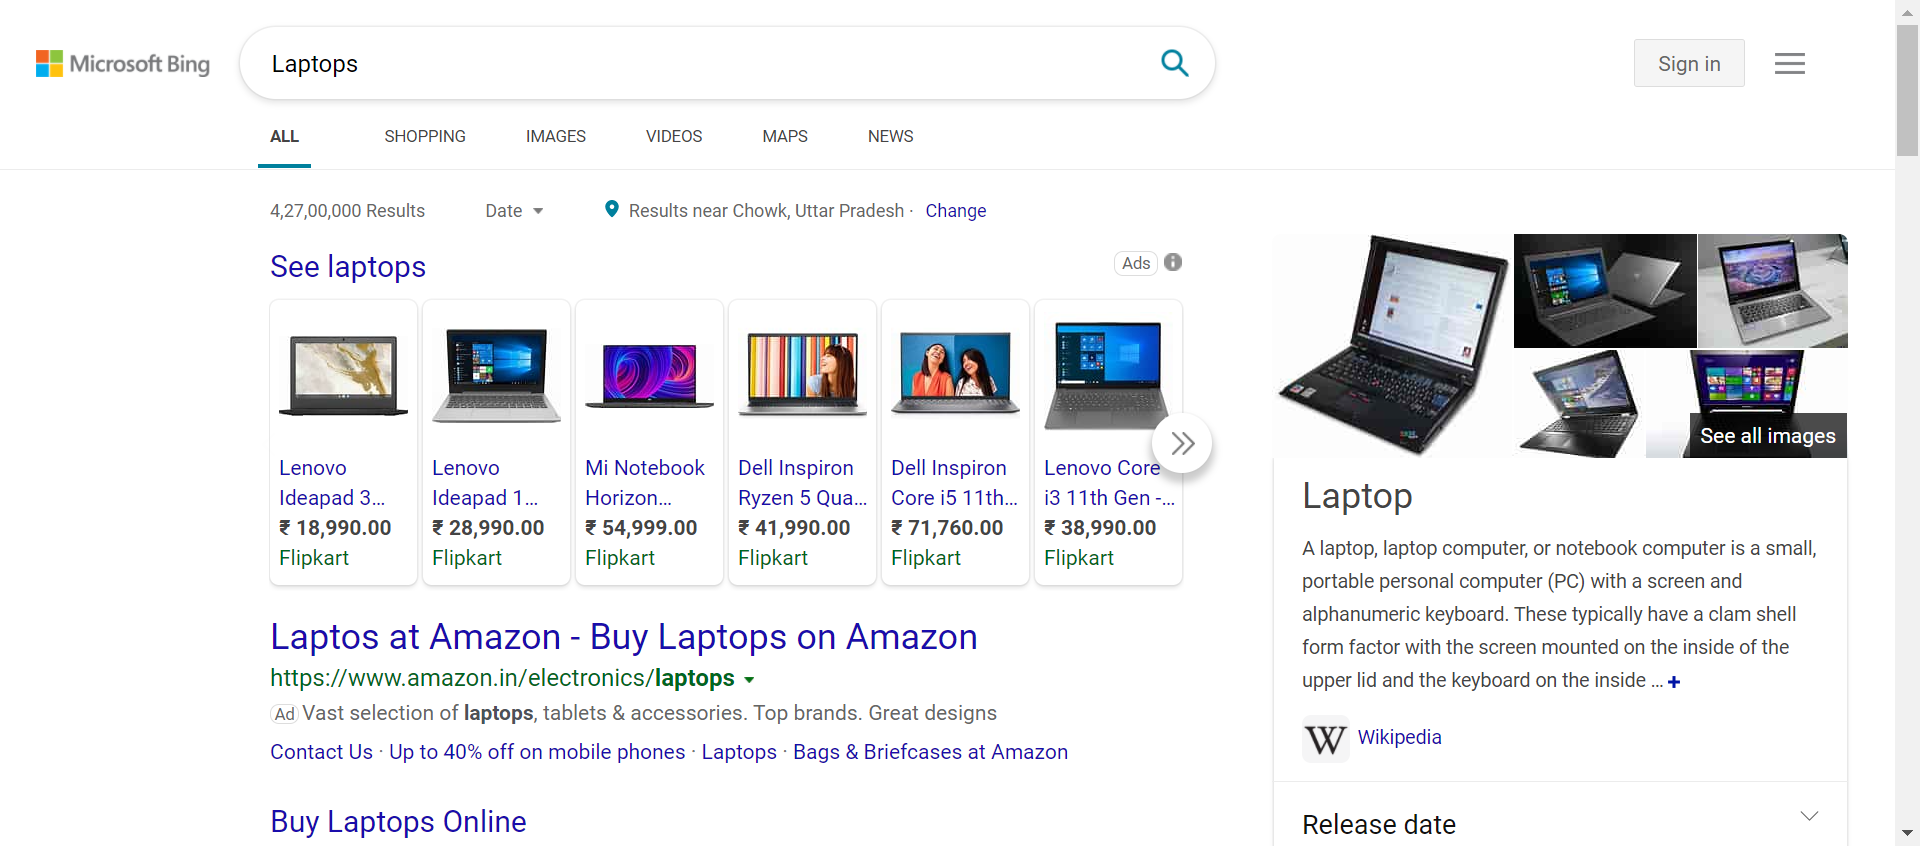 Microsoft Bing
Laptops
Sign in
ALL
SHOPPING
IMAGES
VIDEOS
MAPS
NEWS
4,27,00,000 Results
Date
Results near Chowk, Uttar Pradesh ·
Change
See laptops
Ads
Lenovo
Ideapad 3...
₹ 18,990.00
Flipkart
Lenovo
Ideapad 1...
₹ 28,990.00
Flipkart
Mi Notebook
Horizon...
₹ 54,999.00
Flipkart
Dell Inspiron
Ryzen 5 Qua...
₹ 41,990.00
Flipkart
Dell Inspiron
Core i5 11th...
₹ 71,760.00
Flipkart
Lenovo Core
i3 11th Gen -...
₹ 38,990.00
Flipkart
Laptos at Amazon - Buy Laptops on Amazon
https://www.amazon.in/electronics/laptops
Ad Vast selection of laptops, tablets & accessories. Top brands. Great designs
Contact Us · Up to 40% off on mobile phones · Laptops · Bags & Briefcases at Amazon
Buy Laptops Online
See all images
Laptop
A laptop, laptop computer, or notebook computer is a small,
portable personal computer (PC) with a screen and
alphanumeric keyboard. These typically have a clam shell
form factor with the screen mounted on the inside of the
upper lid and the keyboard on the inside ... +
W Wikipedia
Release date